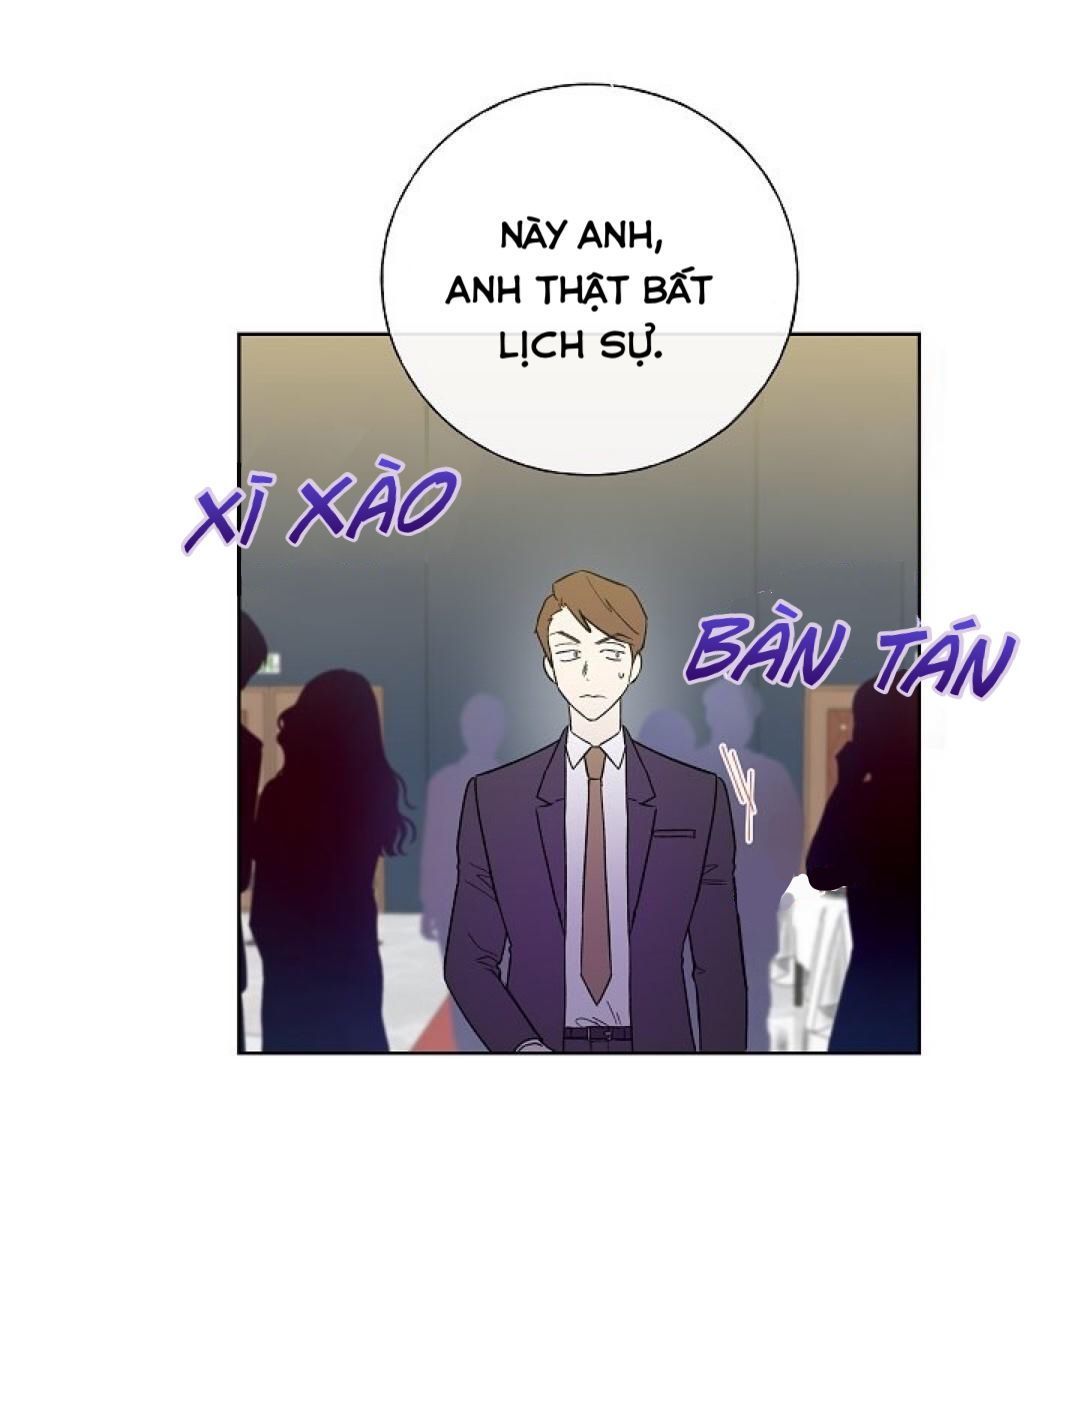 NÀY ANH,
ANH THẬT BẤT
LỊCH SỰ.
XÌ XÀO
BÀN TÁN